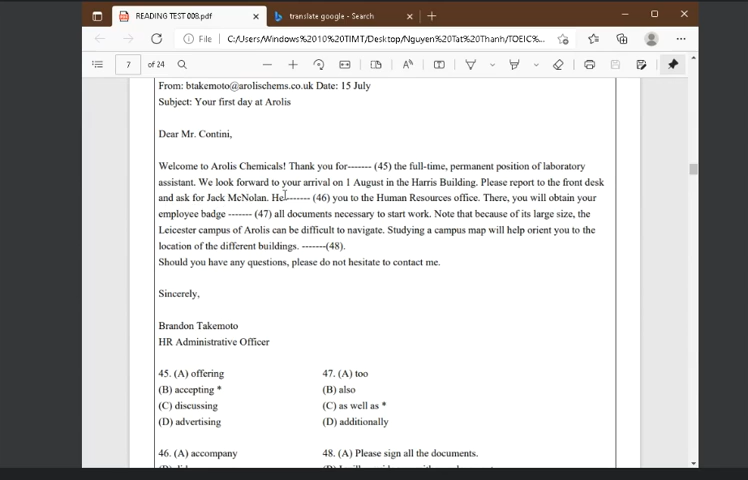 READING TEST 008.pdf
translate google - Search
File
C:/Users/Windows%2010%20TIMT/Desktop/Nguyen%20Tat%20Thanh/TOEIC%...
7 of 24
From: btakemoto@arolischems.co.uk Date: 15 July
Subject: Your first day at Arolis
Dear Mr. Contini,
Welcome to Arolis Chemicals! Thank you for------- (45) the full-time, permanent position of laboratory
assistant. We look forward to your arrival on 1 August in the Harris Building. Please report to the front desk
and ask for Jack McNolan. He------- (46) you to the Human Resources office. There, you will obtain your
employee badge ------- (47) all documents necessary to start work. Note that because of its large size, the
Leicester campus of Arolis can be difficult to navigate. Studying a campus map will help orient you to the
location of the different buildings. -------(48).
Should you have any questions, please do not hesitate to contact me.
Sincerely,
Brandon Takemoto
HR Administrative Officer
45. (A) offering
(B) accepting *
(C) discussing
(D) advertising
47. (A) too
(B) also
(C) as well as *
(D) additionally
46. (A) accompany
48. (A) Please sign all the documents.